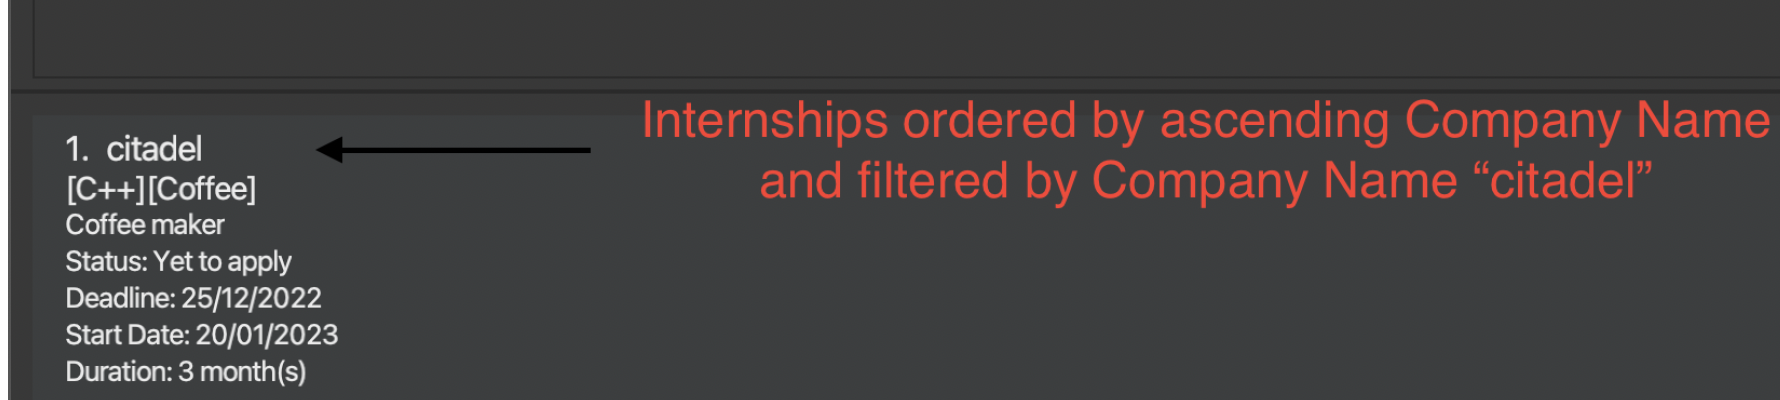 1. citadel
[C++][Coffee]
Coffee maker
Status: Yet to apply
Deadline: 25/12/2022
Start Date: 20/01/2023
Duration: 3 month(s)
Internships ordered by ascending Company Name
and filtered by Company Name “citadel”